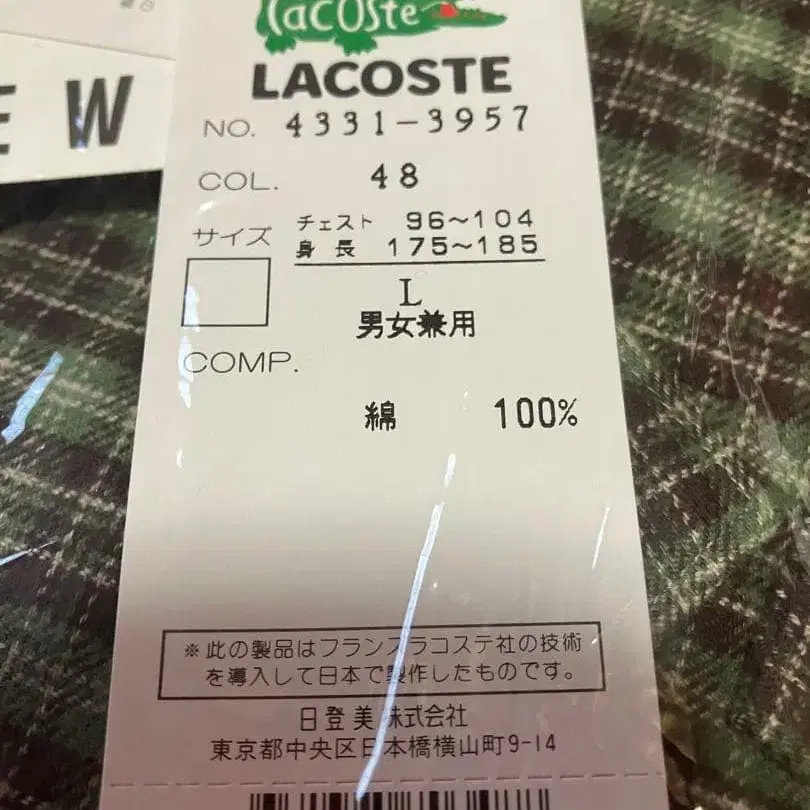 EW
Lacoste
LACOSTE
NO. 4331-3957
COL. 48
サイズ
チェスト 96~104
身長 175~185
L
男女兼用
COMP.
綿 100%
※此の製品はフランスラコステ社の技術
を導入して日本で製作したものです。
日登美株式会社
東京都中央区日本橋横山町9-14